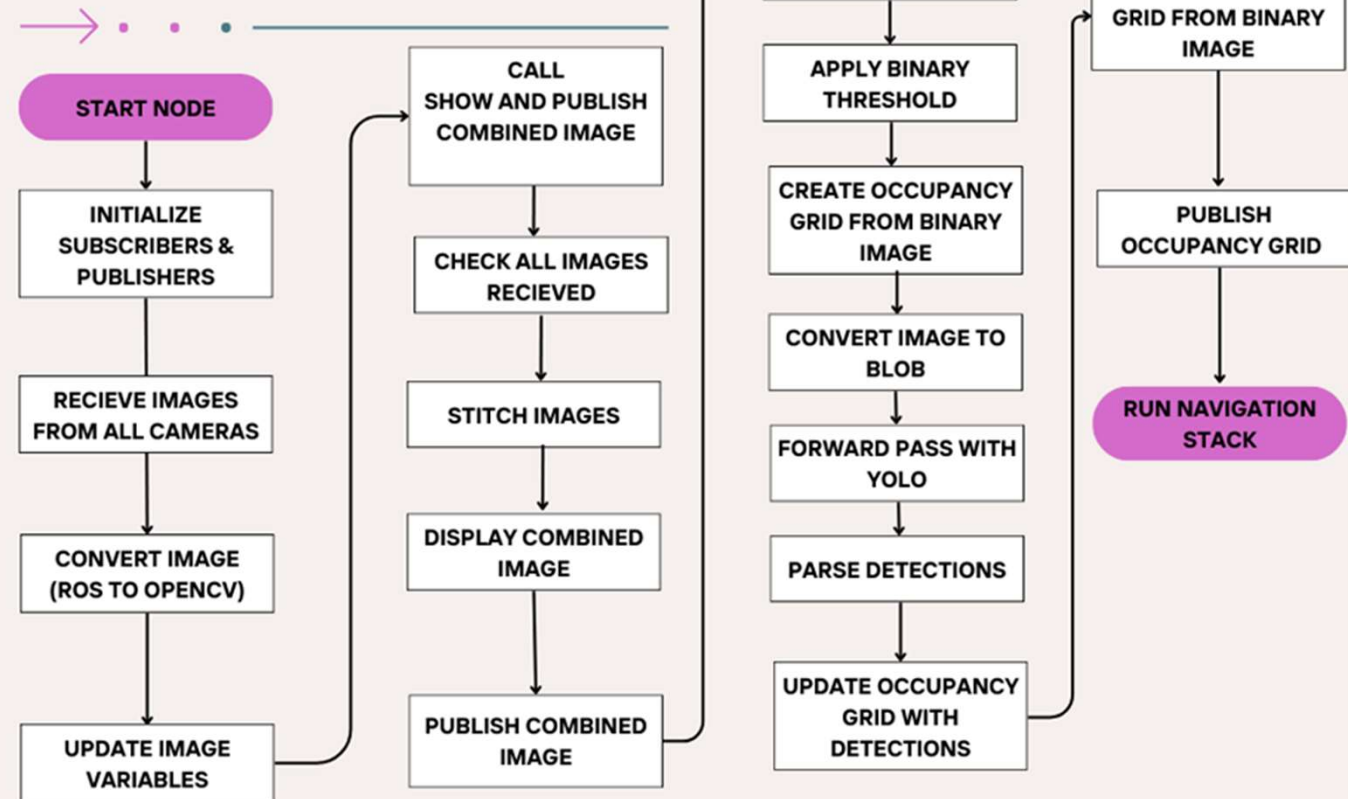 START NODE
INITIALIZE
SUBSCRIBERS &
PUBLISHERS
RECIEVE IMAGES
FROM ALL CAMERAS
CONVERT IMAGE
(ROS TO OPENCV)
UPDATE IMAGE
VARIABLES
CALL
SHOW AND PUBLISH
COMBINED IMAGE
CHECK ALL IMAGES
RECIEVED
STITCH IMAGES
DISPLAY COMBINED
IMAGE
PUBLISH COMBINED
IMAGE
APPLY BINARY
THRESHOLD
CREATE OCCUPANCY
GRID FROM BINARY
IMAGE
CONVERT IMAGE TO
BLOB
FORWARD PASS WITH
YOLO
PARSE DETECTIONS
UPDATE OCCUPANCY
GRID WITH
DETECTIONS
GRID FROM BINARY
IMAGE
PUBLISH
OCCUPANCY GRID
RUN NAVIGATION
STACK